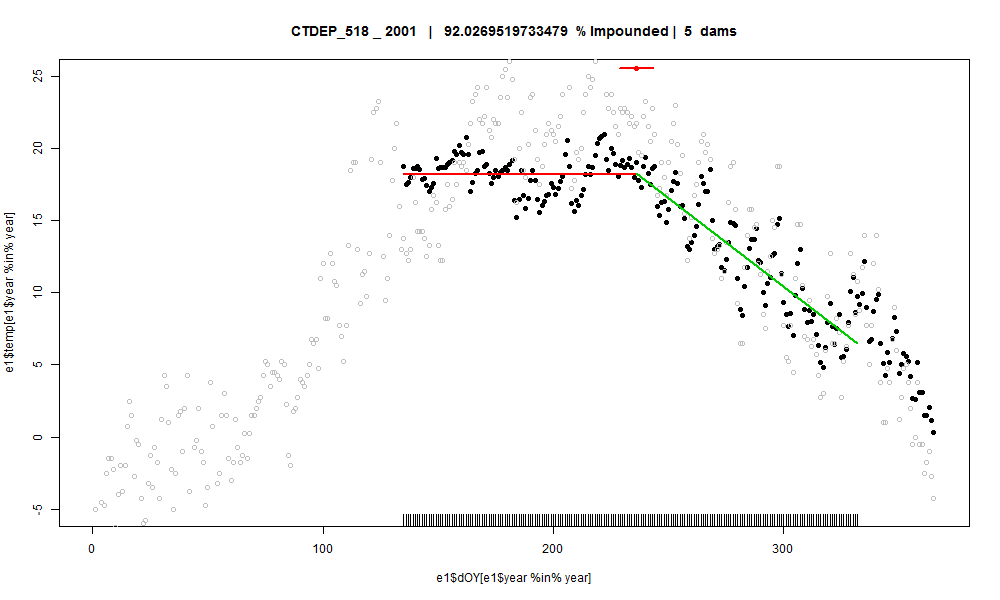 CTDEP_518 _ 2001 | 92.0269519733479 % Impounded | 5 dams
e1$temp[e1$year %in% year]
25
20
15
10
5
0
-5
0 100 200 300
e1$dOY[e1$year %in% year]